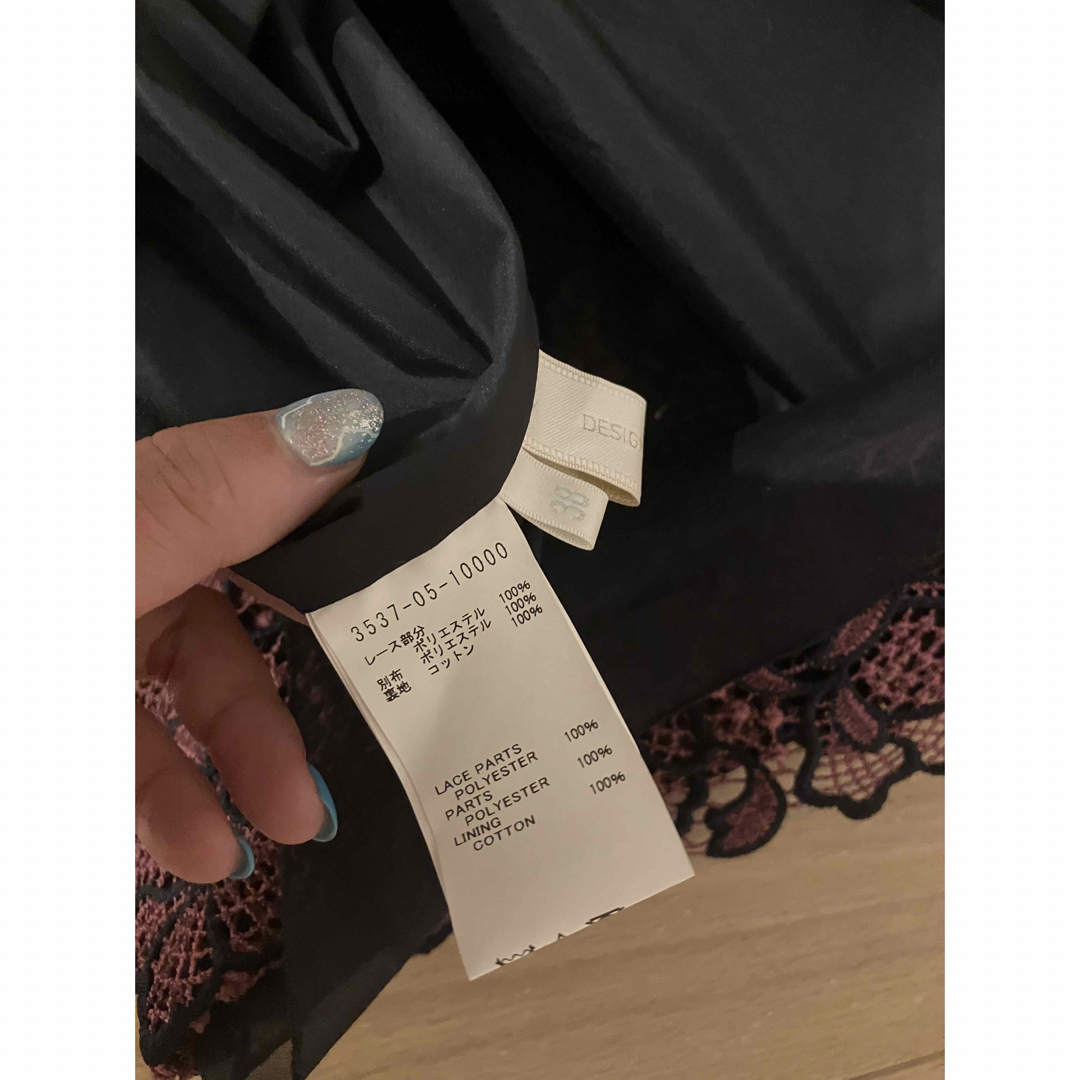 DESIG
38
3537-05-10000
レース部分
ポリエステル 100%
別布 ポリエステル 100%
裏地 コットン 100%
LACE PARTS
POLYESTER 100%
PARTS
POLYESTER 100%
LINING
COTTON 100%